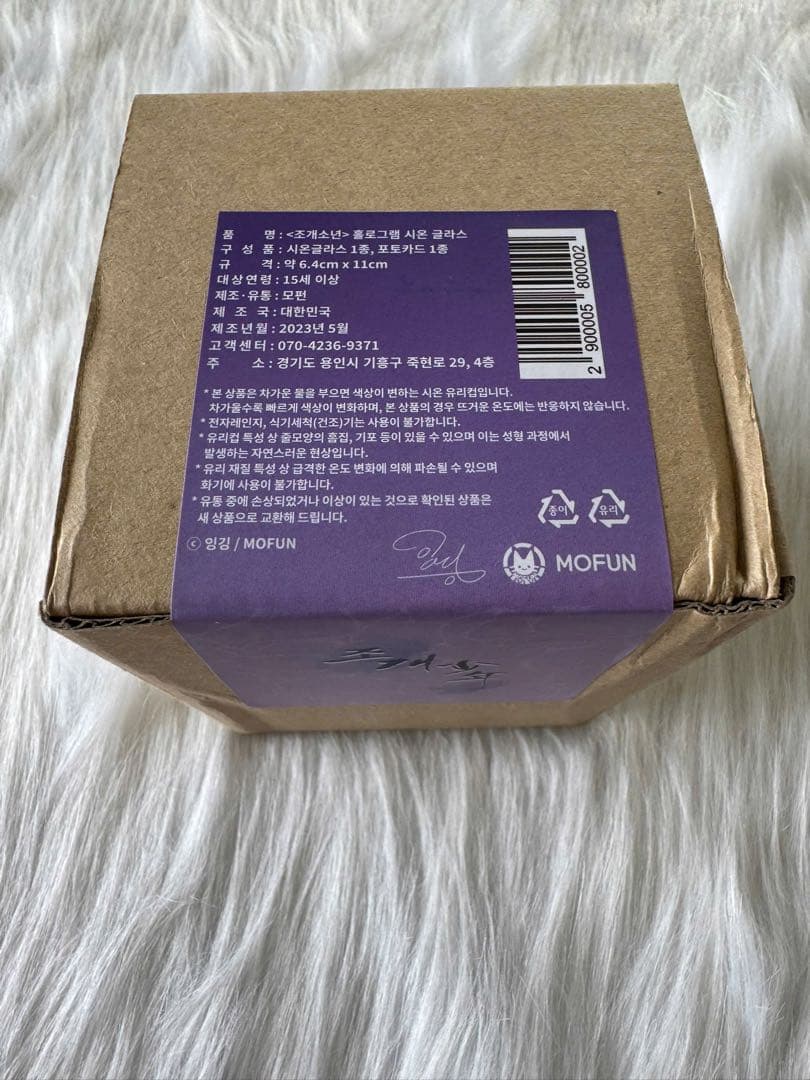 품 명 : <조개소년> 홀로그램 시온 글라스
구 성 품 : 시온글라스 1종, 포토카드 1종
규 격 : 약 6.4cm x 11cm
대상연령 : 15세 이상
제조·유통 : 모펀
제 조 국 : 대한민국
제조년월 : 2023년 5월
고객센터 : 070-4236-9371
주 소 : 경기도 용인시 기흥구 죽현로 29, 4층
2 900005 800002
* 본 상품은 차가운 물을 부으면 색상이 변하는 시온 유리컵입니다.
차가울수록 빠르게 색상이 변화하며, 본 상품의 경우 뜨거운 온도에는 반응하지 않습니다.
* 전자레인지, 식기세척(건조)기는 사용이 불가합니다.
* 유리컵 특성 상 줄모양의 흠집, 기포 등이 있을 수 있으며 이는 성형 과정에서
발생하는 자연스러운 현상입니다.
* 유리 재질 특성 상 급격한 온도 변화에 의해 파손될 수 있으며
화기에 사용이 불가합니다.
* 유통 중에 손상되었거나 이상이 있는 것으로 확인된 상품은
새 상품으로 교환해 드립니다.
종이
유리
ⓒ 잉김 / MOFUN
잉김
MOFUN
조개소년